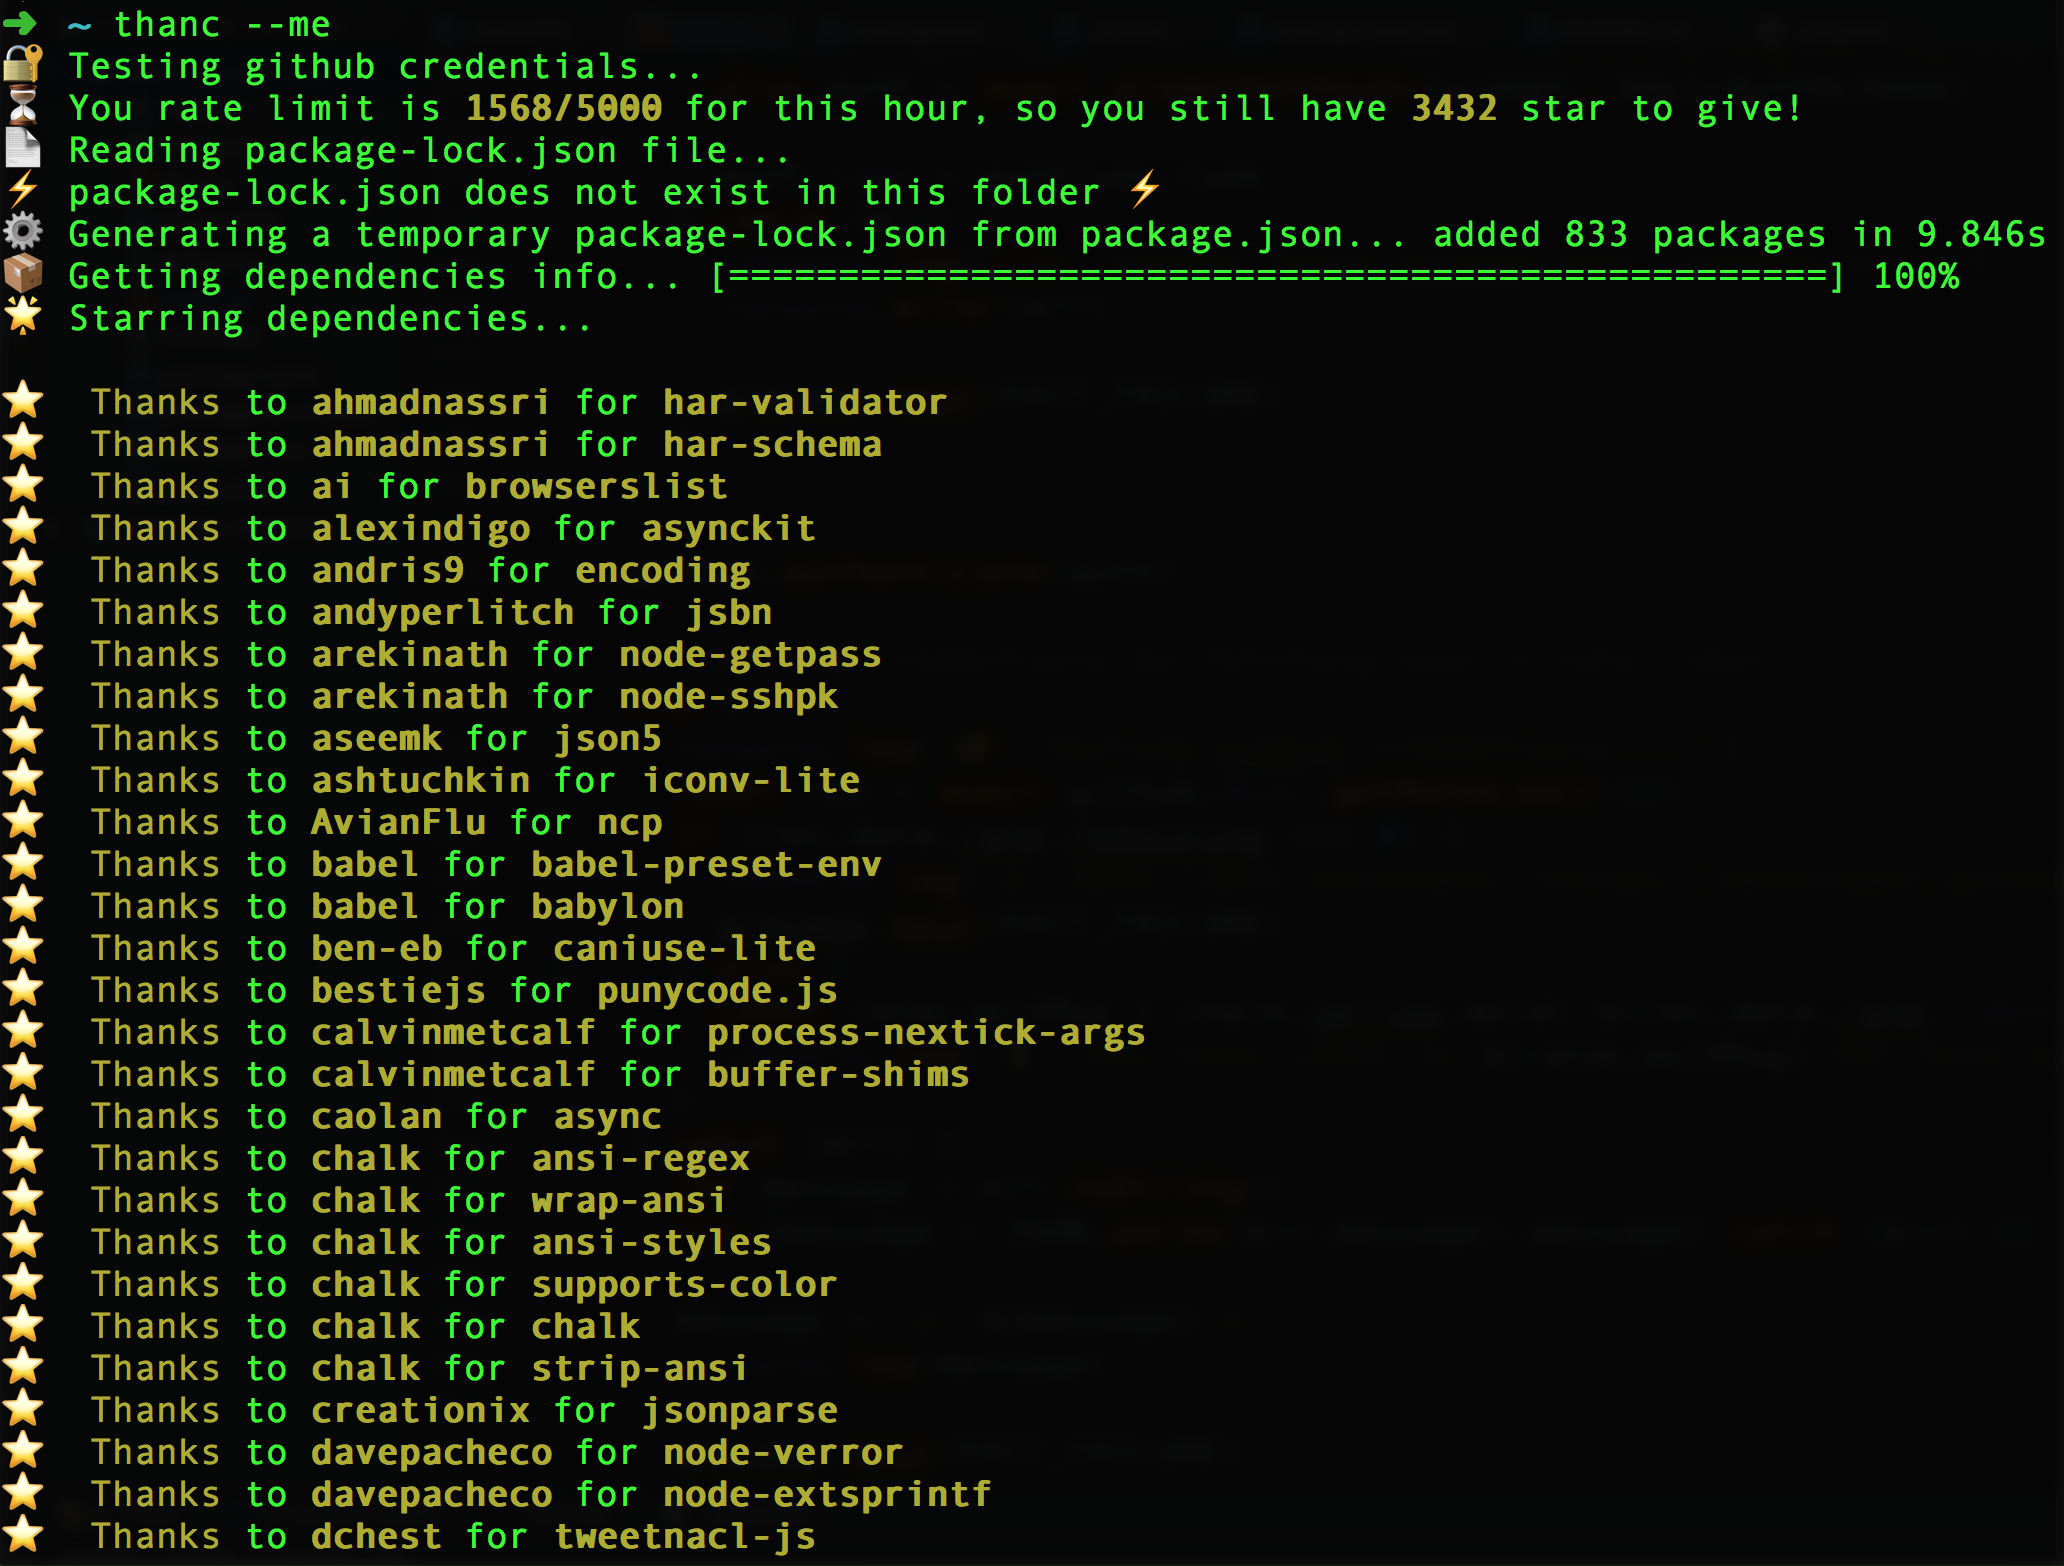 ➜ ~ thanc --me
🔐 Testing github credentials...
⏳ You rate limit is 1568/5000 for this hour, so you still have 3432 star to give!
📄 Reading package-lock.json file...
⚡ package-lock.json does not exist in this folder ⚡
⚙️ Generating a temporary package-lock.json from package.json... added 833 packages in 9.846s
📦 Getting dependencies info... [==================================================] 100%
🌟 Starring dependencies...
⭐ Thanks to ahmadnassri for har-validator
⭐ Thanks to ahmadnassri for har-schema
⭐ Thanks to ai for browserslist
⭐ Thanks to alexindigo for asynckit
⭐ Thanks to andris9 for encoding
⭐ Thanks to andyperlitch for jsbn
⭐ Thanks to arekinath for node-getpass
⭐ Thanks to arekinath for node-sshpk
⭐ Thanks to aseemk for json5
⭐ Thanks to ashtuchkin for iconv-lite
⭐ Thanks to AvianFlu for ncp
⭐ Thanks to babel for babel-preset-env
⭐ Thanks to babel for babylon
⭐ Thanks to ben-eb for caniuse-lite
⭐ Thanks to bestiejs for punycode.js
⭐ Thanks to calvinmetcalf for process-nextick-args
⭐ Thanks to calvinmetcalf for buffer-shims
⭐ Thanks to caolan for async
⭐ Thanks to chalk for ansi-regex
⭐ Thanks to chalk for wrap-ansi
⭐ Thanks to chalk for ansi-styles
⭐ Thanks to chalk for supports-color
⭐ Thanks to chalk for chalk
⭐ Thanks to chalk for strip-ansi
⭐ Thanks to creationix for jsonparse
⭐ Thanks to davepacheco for node-verror
⭐ Thanks to davepacheco for node-extsprintf
⭐ Thanks to dchest for tweetnacl-js